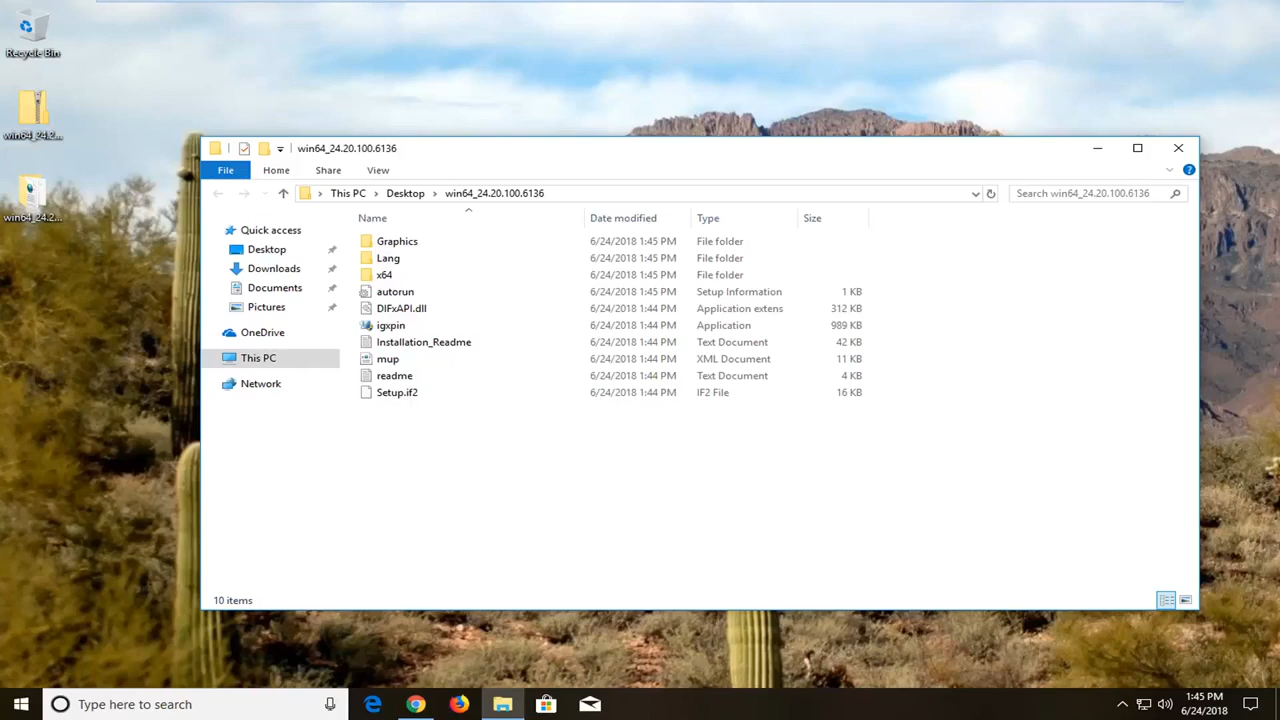 Recycle Bin
win64_24.2...
win64_24.2...
win64_24.20.100.6136
File Home Share View
This PC Desktop win64_24.20.100.6136 Search win64_24.20.100.6136
Name Date modified Type Size
Quick access
Desktop
Downloads
Documents
Pictures
OneDrive
This PC
Network
Graphics 6/24/2018 1:45 PM File folder
Lang 6/24/2018 1:45 PM File folder
x64 6/24/2018 1:45 PM File folder
autorun 6/24/2018 1:45 PM Setup Information 1 KB
DIFxAPI.dll 6/24/2018 1:44 PM Application extens 312 KB
igxpin 6/24/2018 1:44 PM Application 989 KB
Installation_Readme 6/24/2018 1:44 PM Text Document 42 KB
mup 6/24/2018 1:44 PM XML Document 11 KB
readme 6/24/2018 1:44 PM Text Document 4 KB
Setup.if2 6/24/2018 1:44 PM IF2 File 16 KB
10 items
Type here to search
1:45 PM
6/24/2018